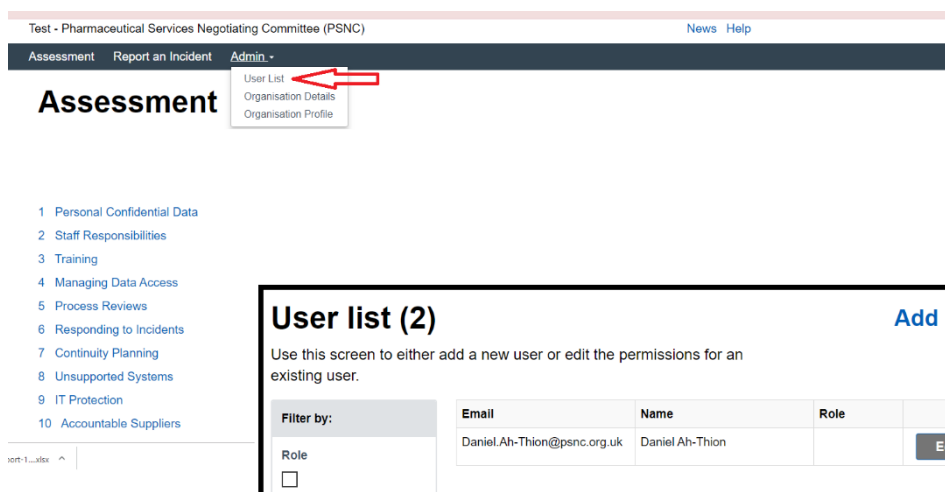 Test - Pharmaceutical Services Negotiating Committee (PSNC) News Help
Assessment Report an Incident Admin
User List
Organisation Details
Organisation Profile
Assessment
1 Personal Confidential Data
2 Staff Responsibilities
3 Training
4 Managing Data Access
5 Process Reviews
6 Responding to Incidents
7 Continuity Planning
8 Unsupported Systems
9 IT Protection
10 Accountable Suppliers
ort-1....xlsx
User list (2) Add
Use this screen to either add a new user or edit the permissions for an
existing user.
Filter by:
Role
Email Name Role
Daniel.Ah-Thion@psnc.org.uk Daniel Ah-Thion E